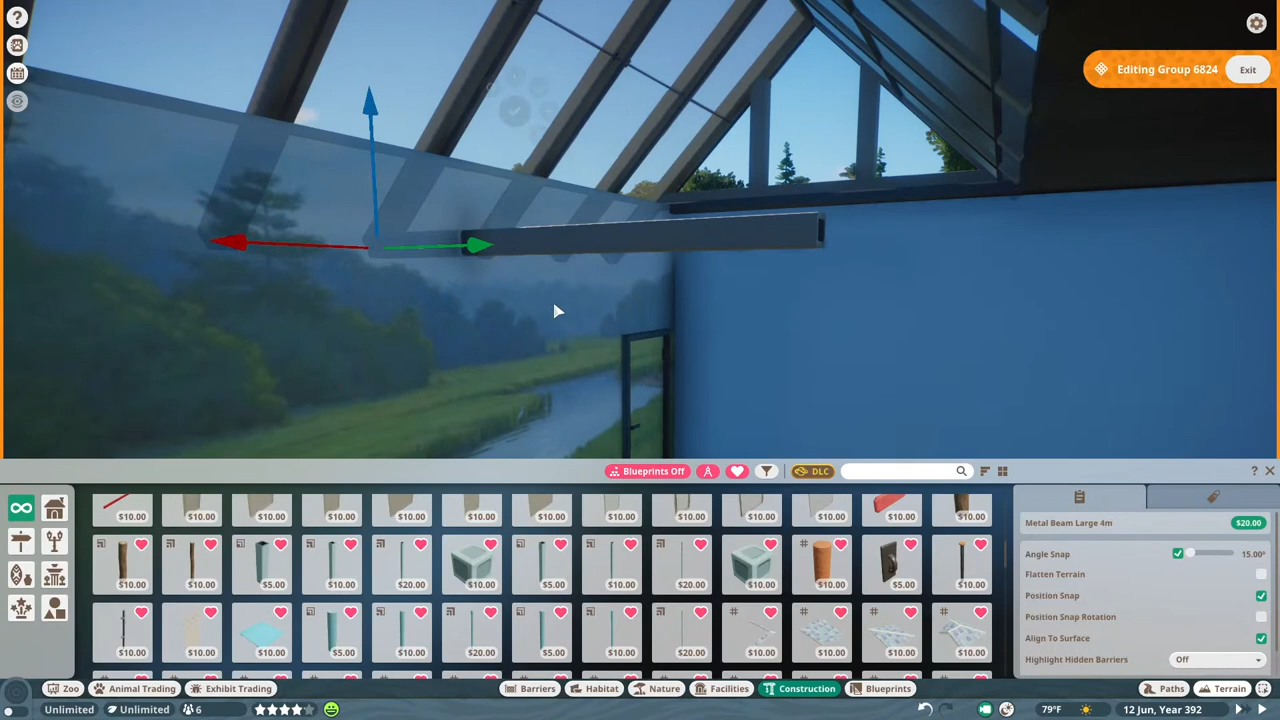 Editing Group 6824
Exit
Blueprints Off
DLC
$10.00 $10.00 $10.00 $10.00 $10.00 $10.00 $10.00 $10.00 $10.00 $10.00 $10.00 $10.00 $10.00
$10.00 $10.00 $5.00 $10.00 $20.00 $10.00 $5.00 $10.00 $20.00 $10.00 $10.00 $5.00 $10.00
$10.00 $10.00 $10.00 $5.00 $10.00 $20.00 $5.00 $10.00 $20.00 $10.00 $10.00 $10.00 $10.00
Metal Beam Large 4m $20.00
Angle Snap 15.00°
Flatten Terrain
Position Snap
Position Snap Rotation
Align To Surface
Highlight Hidden Barriers Off
Zoo Animal Trading Exhibit Trading Barriers Habitat Nature Facilities Construction Blueprints Paths Terrain
Unlimited Unlimited 6 79°F 12 Jun, Year 392